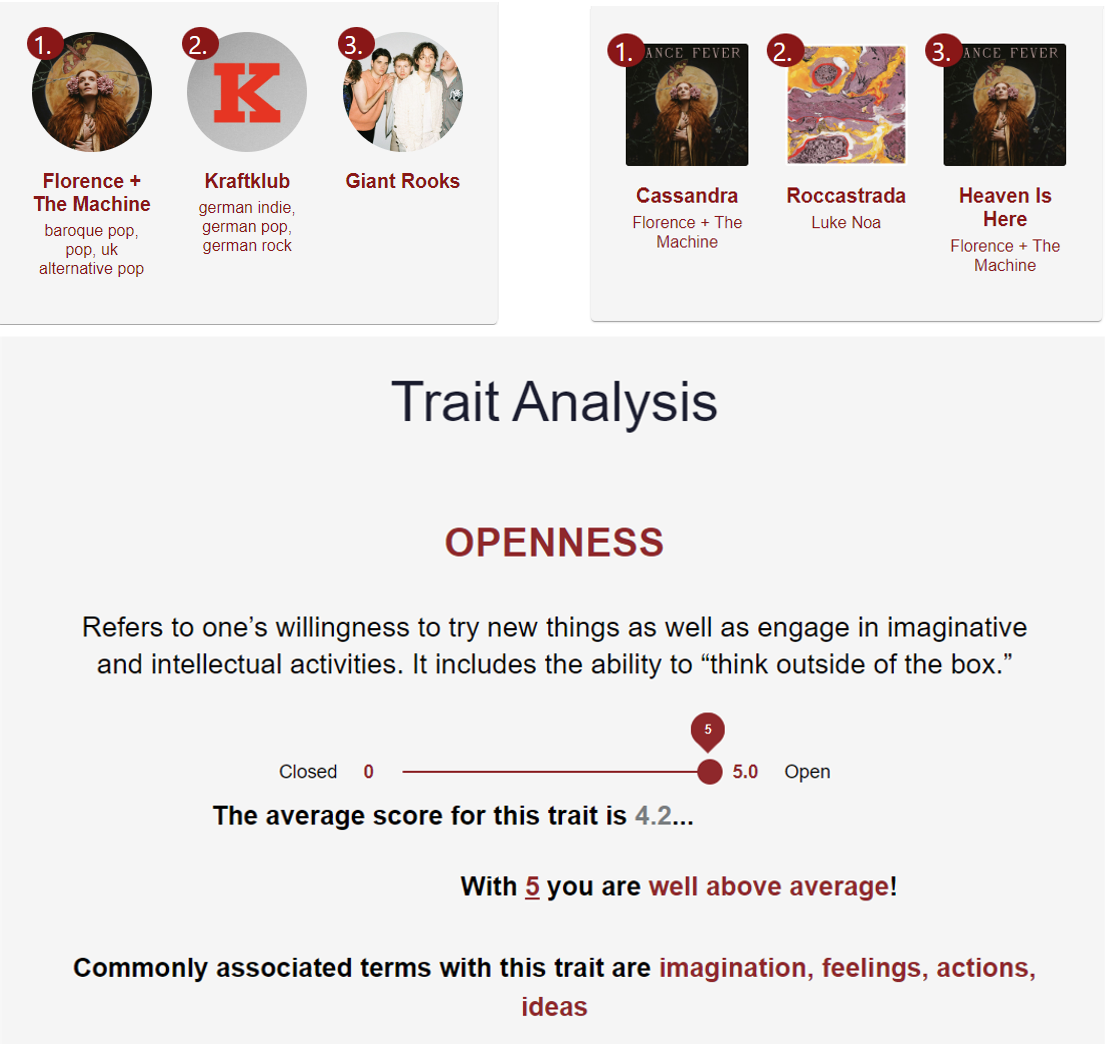 1.
2.
3.
Florence +
The Machine
baroque pop,
pop, uk
alternative pop
K
Kraftklub
german indie,
german pop,
german rock
Giant Rooks
1.
2.
3.
ANCE FEVER
ANCE FEVER
Cassandra
Florence + The
Machine
Roccastrada
Luke Noa
Heaven Is
Here
Florence + The
Machine
Trait Analysis
OPENNESS
Refers to one’s willingness to try new things as well as engage in imaginative
and intellectual activities. It includes the ability to “think outside of the box.”
5
Closed 0 5.0 Open
The average score for this trait is 4.2...
With 5 you are well above average!
Commonly associated terms with this trait are imagination, feelings, actions,
ideas